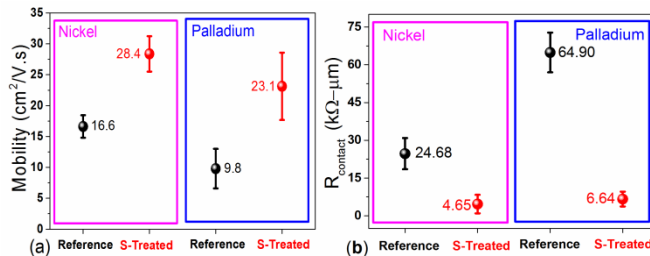 Nickel
Palladium
Mobility (cm²/V.s)
35
30
25
20
15
10
5
0
16.6
28.4
9.8
23.1
(a)
Reference
S-Treated
Reference
S-Treated
Nickel
Palladium
R_contact (kΩ-μm)
75
60
45
30
15
0
24.68
4.65
64.90
6.64
(b)
Reference
S-Treated
Reference
S-Treated